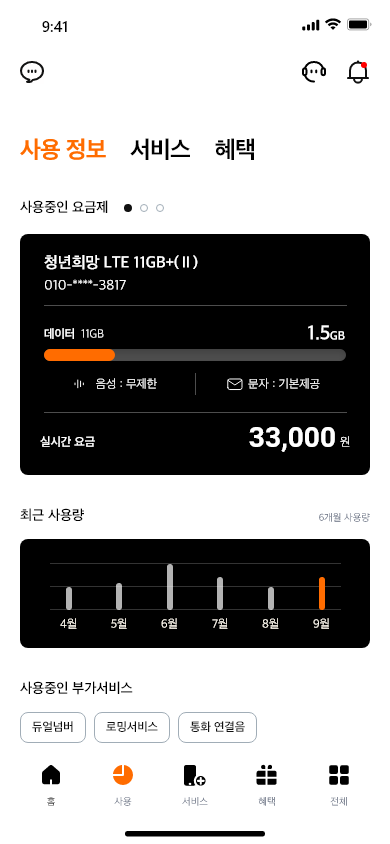 9:41
사용 정보 서비스 혜택
사용중인 요금제
청년희망 LTE 11GB+(Ⅱ)
010-****-3817
데이터 11GB 1.5GB
음성 : 무제한 문자 : 기본제공
실시간 요금 33,000 원
최근 사용량 6개월 사용량
4월 5월 6월 7월 8월 9월
사용중인 부가서비스
듀얼넘버 로밍서비스 통화 연결음
홈 사용 서비스 혜택 전체